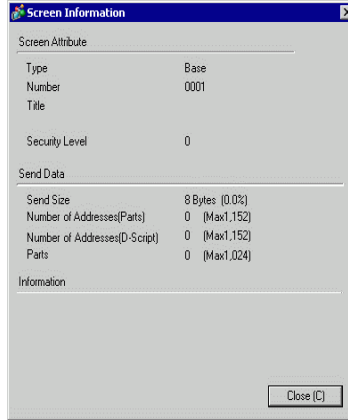 Screen Information
Screen Attribute
Type Base
Number 0001
Title
Security Level 0
Send Data
Send Size 8 Bytes (0.0%)
Number of Addresses(Parts) 0 (Max1,152)
Number of Addresses(D-Script) 0 (Max1,152)
Parts 0 (Max1,024)
Information
Close (C)